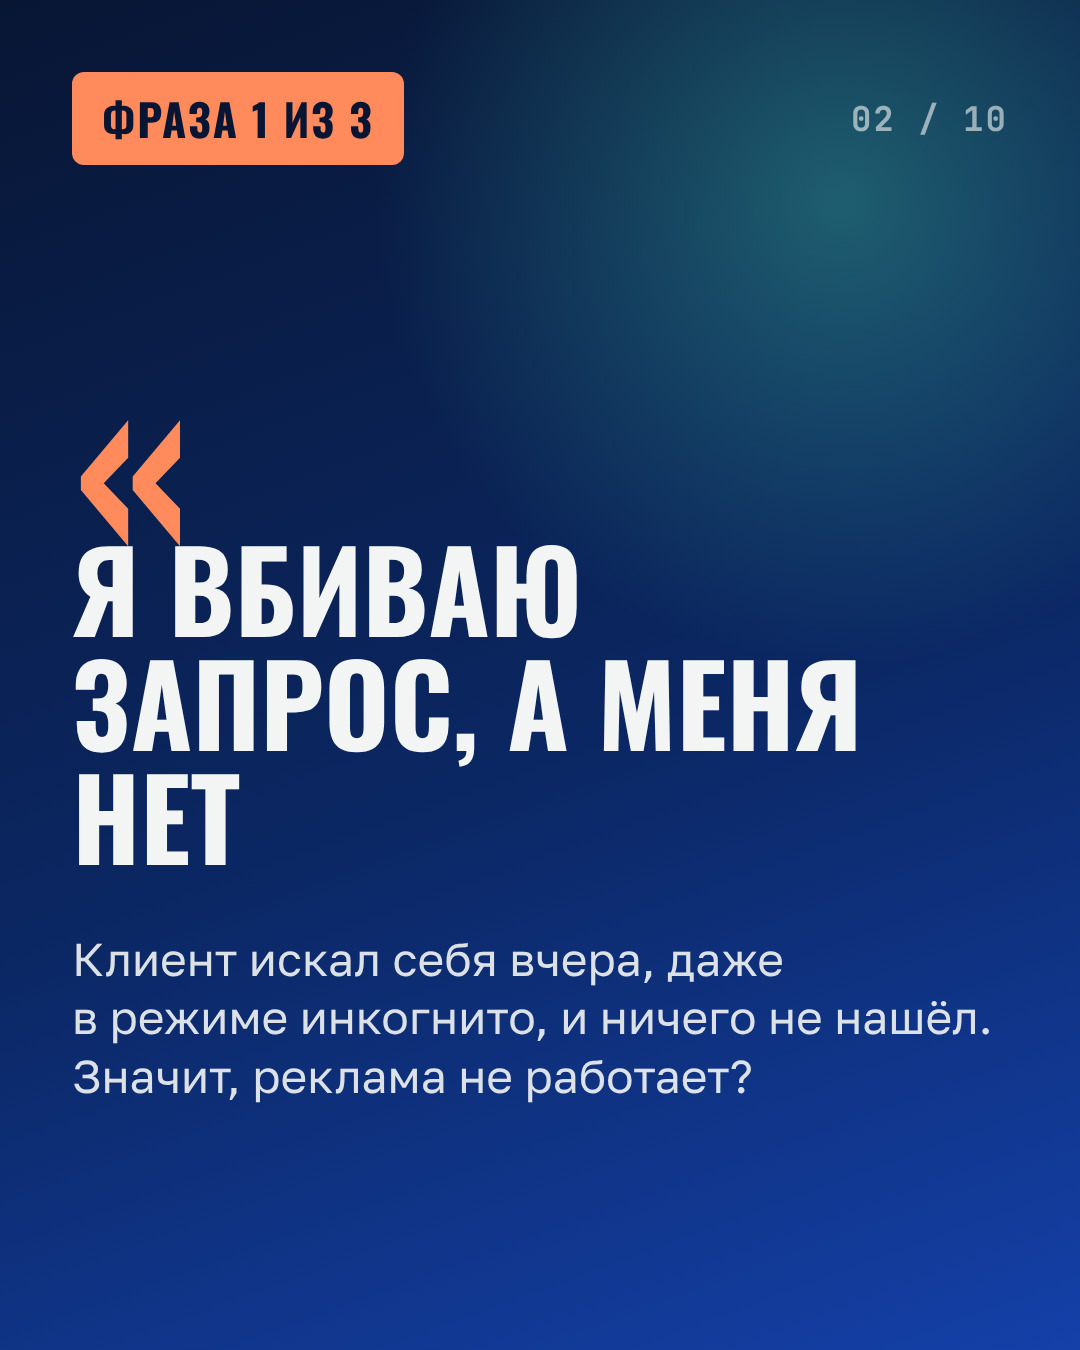 ФРАЗА 1 ИЗ 3
02 / 10
«
Я ВБИВАЮ
ЗАПРОС, А МЕНЯ
НЕТ
Клиент искал себя вчера, даже
в режиме инкогнито, и ничего не нашёл.
Значит, реклама не работает?